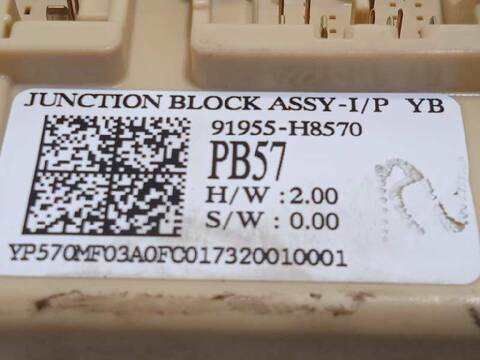 JUNCTION BLOCK ASSY-I/P YB
91955-H8570
PB57
H/W : 2.00
S/W : 0.00
YP570MF03A0FC017320010001